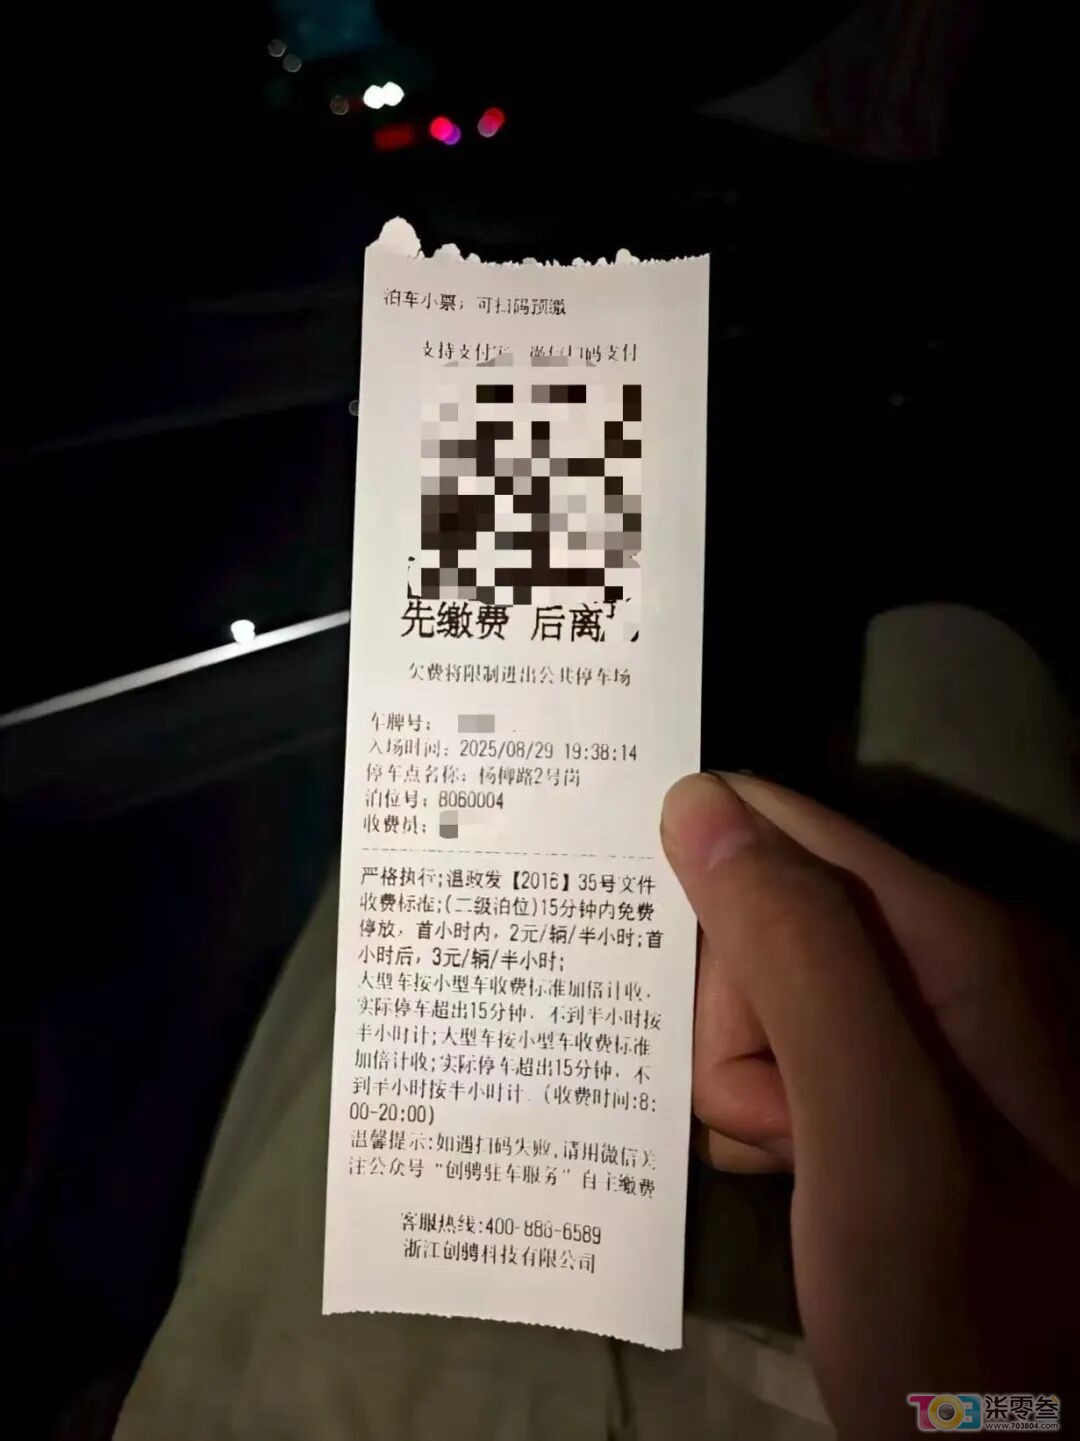 泊车小票；可扫码预缴
支持支付宝 微信扫码支付
先缴费 后离
欠费将限制进出公共停车场
车牌号：
入场时间：2025/08/29 19:38:14
停车点名称：杨柳路2号岗
泊位号：8060004
收费员：
严格执行；温政发【2016】35号文件
收费标准；（二级泊位）15分钟内免费
停放，首小时内，2元/辆/半小时；首
小时后，3元/辆/半小时；
大型车按小型车收费标准加倍计收，
实际停车超出15分钟，不到半小时按
半小时计；大型车按小型车收费标准
加倍计收；实际停车超出15分钟，不
到半小时按半小时计.（收费时间:8:
00-20:00）
温馨提示:如遇扫码失败,请用微信关
注公众号“创骋驻车服务”自主缴费
客服热线:400-886-6589
浙江创骋科技有限公司
703 柒零叁
www.703804.com